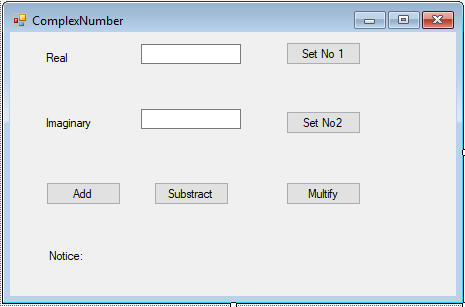 ComplexNumber
Real Set No 1
Imaginary Set No2
Add Substract Multify
Notice: